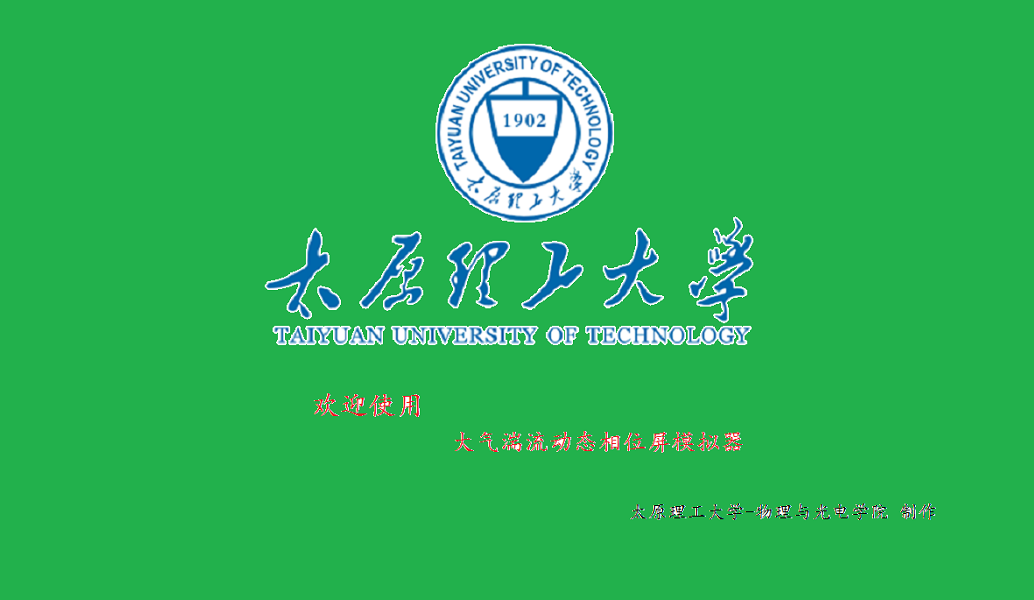 TAIYUAN UNIVERSITY OF TECHNOLOGY
1902
太原理工大学
太原理工大學
TAIYUAN UNIVERSITY OF TECHNOLOGY
欢迎使用
大气湍流动态相位屏模拟器
太原理工大学-物理与光电学院 制作